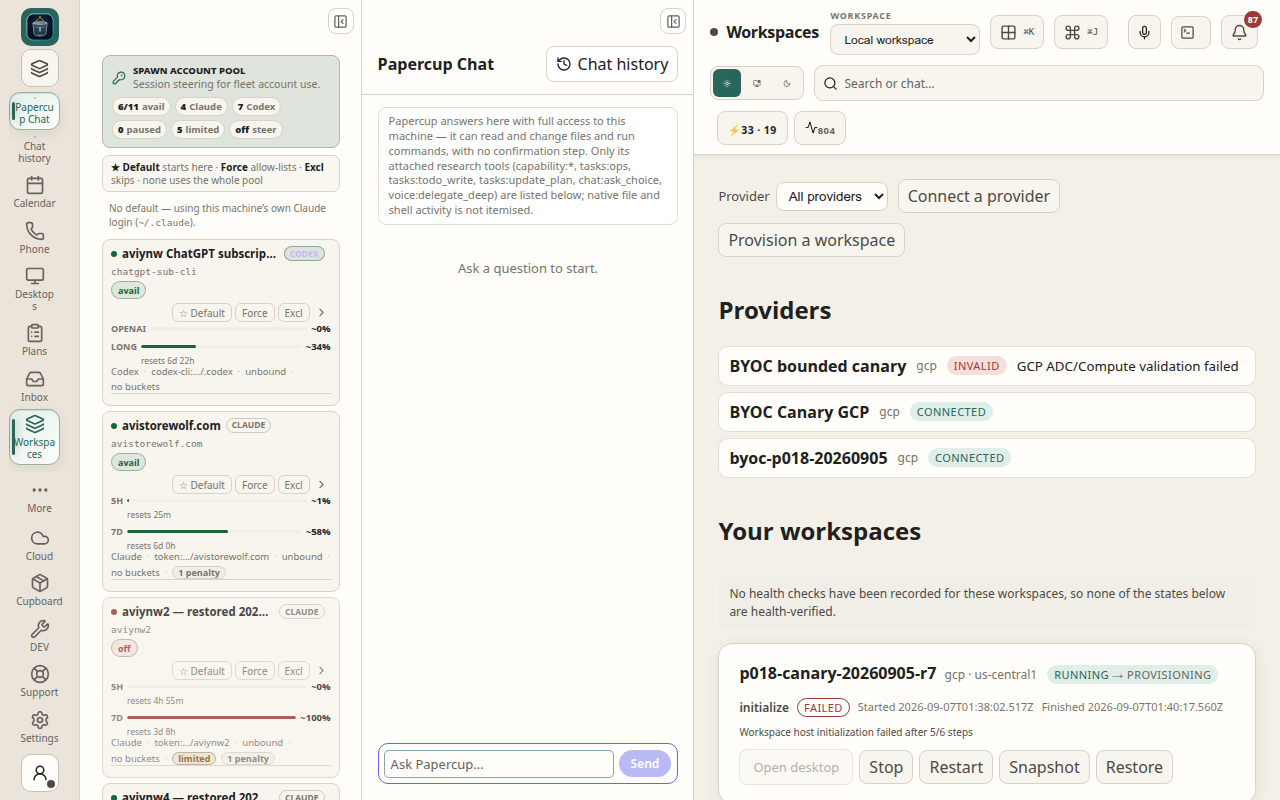 Papercu
p Chat
Chat
history
Calendar
Phone
Desktop
s
Plans
Inbox
Workspa
ces
More
Cloud
Cupboard
DEV
Support
Settings
SPAWN ACCOUNT POOL
Session steering for fleet account use.
6/11 avail 4 Claude 7 Codex
0 paused 5 limited off steer
★ Default starts here · Force allow-lists · Excl
skips · none uses the whole pool
No default — using this machine's own Claude
login (~/.claude).
aviynw ChatGPT subscrip... CODEX
chatgpt-sub-cli
avail
☆ Default Force Excl
OPENAI ~0%
LONG ~34%
resets 6d 22h
Codex · codex-cli:.../.codex · unbound ·
no buckets
avistorewolf.com CLAUDE
avistorewolf.com
avail
☆ Default Force Excl
5H ~1%
resets 25m
7D ~58%
resets 6d 0h
Claude · token:.../avistorewolf.com · unbound ·
no buckets · 1 penalty
aviynw2 — restored 202... CLAUDE
aviynw2
off
☆ Default Force Excl
5H ~0%
resets 4h 55m
7D ~100%
resets 3d 8h
Claude · token:.../aviynw2 · unbound ·
no buckets · limited 1 penalty
aviynw4 — restored 202... CLAUDE
Papercup Chat Chat history
Papercup answers here with full access to this
machine — it can read and change files and run
commands, with no confirmation step. Only its
attached research tools (capability:*, tasks:ops,
tasks:todo_write, tasks:update_plan, chat:ask_choice,
voice:delegate_deep) are listed below; native file and
shell activity is not itemised.
Ask a question to start.
Ask Papercup... Send
Workspaces
WORKSPACE
Local workspace
⌘K
⌘J
87
Search or chat...
⚡33 · 19
804
Provider All providers Connect a provider
Provision a workspace
Providers
BYOC bounded canary gcp INVALID GCP ADC/Compute validation failed
BYOC Canary GCP gcp CONNECTED
byoc-p018-20260905 gcp CONNECTED
Your workspaces
No health checks have been recorded for these workspaces, so none of the states below
are health-verified.
p018-canary-20260905-r7 gcp · us-central1 RUNNING → PROVISIONING
initialize FAILED Started 2026-09-07T01:38:02.517Z Finished 2026-09-07T01:40:17.560Z
Workspace host initialization failed after 5/6 steps
Open desktop Stop Restart Snapshot Restore